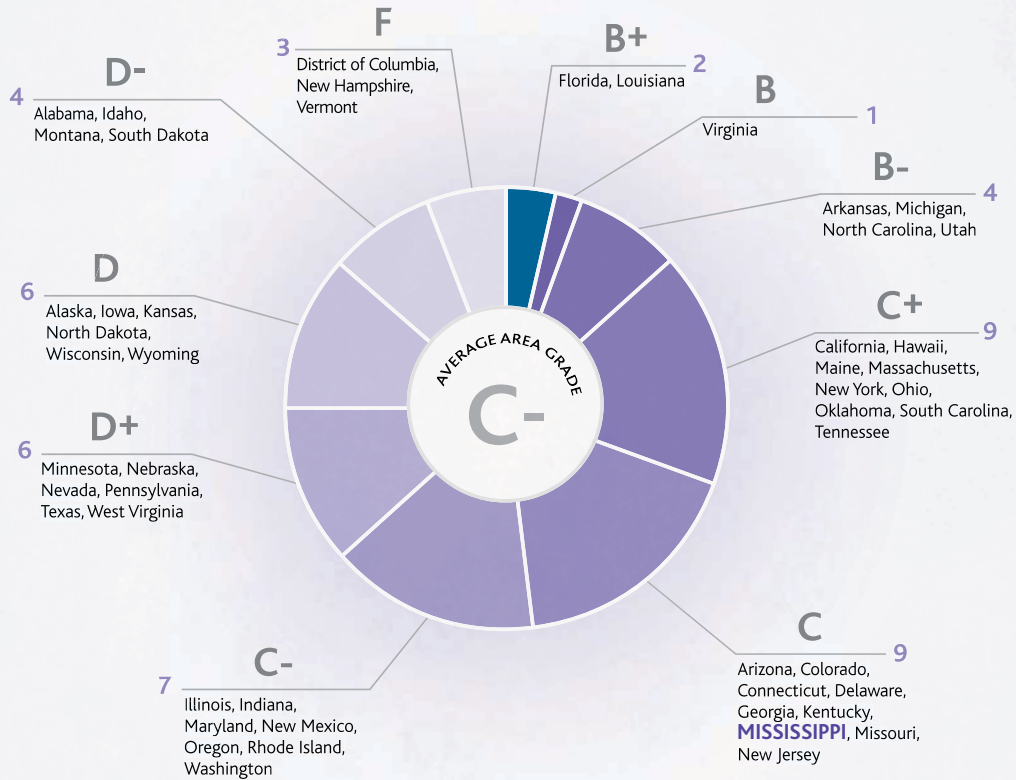 F
3
District of Columbia,
New Hampshire,
Vermont
B+
2
Florida, Louisiana
B
1
Virginia
B-
4
Arkansas, Michigan,
North Carolina, Utah
C+
9
California, Hawaii,
Maine, Massachusetts,
New York, Ohio,
Oklahoma, South Carolina,
Tennessee
C
9
Arizona, Colorado,
Connecticut, Delaware,
Georgia, Kentucky,
MISSISSIPPI, Missouri,
New Jersey
C-
7
Illinois, Indiana,
Maryland, New Mexico,
Oregon, Rhode Island,
Washington
D+
6
Minnesota, Nebraska,
Nevada, Pennsylvania,
Texas, West Virginia
D
6
Alaska, Iowa, Kansas,
North Dakota,
Wisconsin, Wyoming
D-
4
Alabama, Idaho,
Montana, South Dakota
AVERAGE AREA GRADE
C-